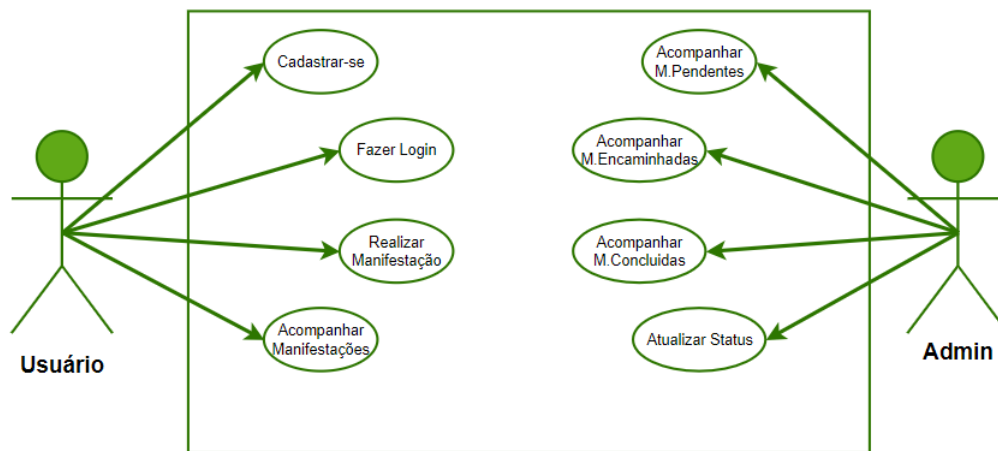 Cadastrar-se
Fazer Login
Realizar
Manifestação
Acompanhar
Manifestações
Usuário
Acompanhar
M.Pendentes
Acompanhar
M.Encaminhadas
Acompanhar
M.Concluidas
Atualizar Status
Admin